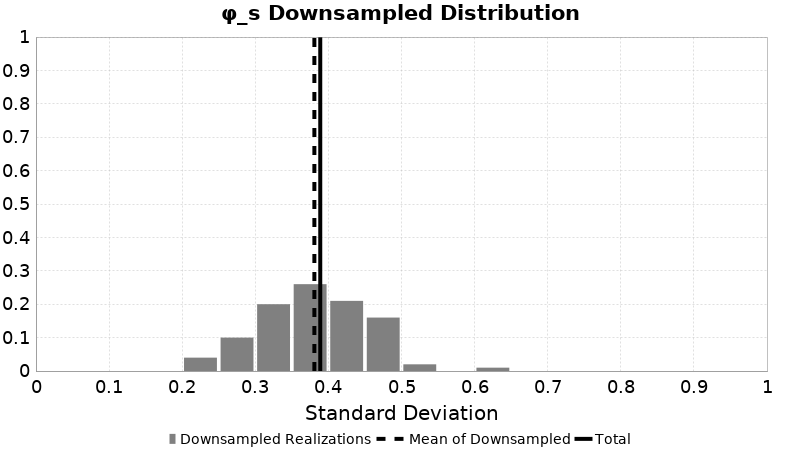 φ_s Downsampled Distribution
1
0.9
0.8
0.7
0.6
0.5
0.4
0.3
0.2
0.1
0
0 0.1 0.2 0.3 0.4 0.5 0.6 0.7 0.8 0.9 1
Standard Deviation
Downsampled Realizations Mean of Downsampled Total